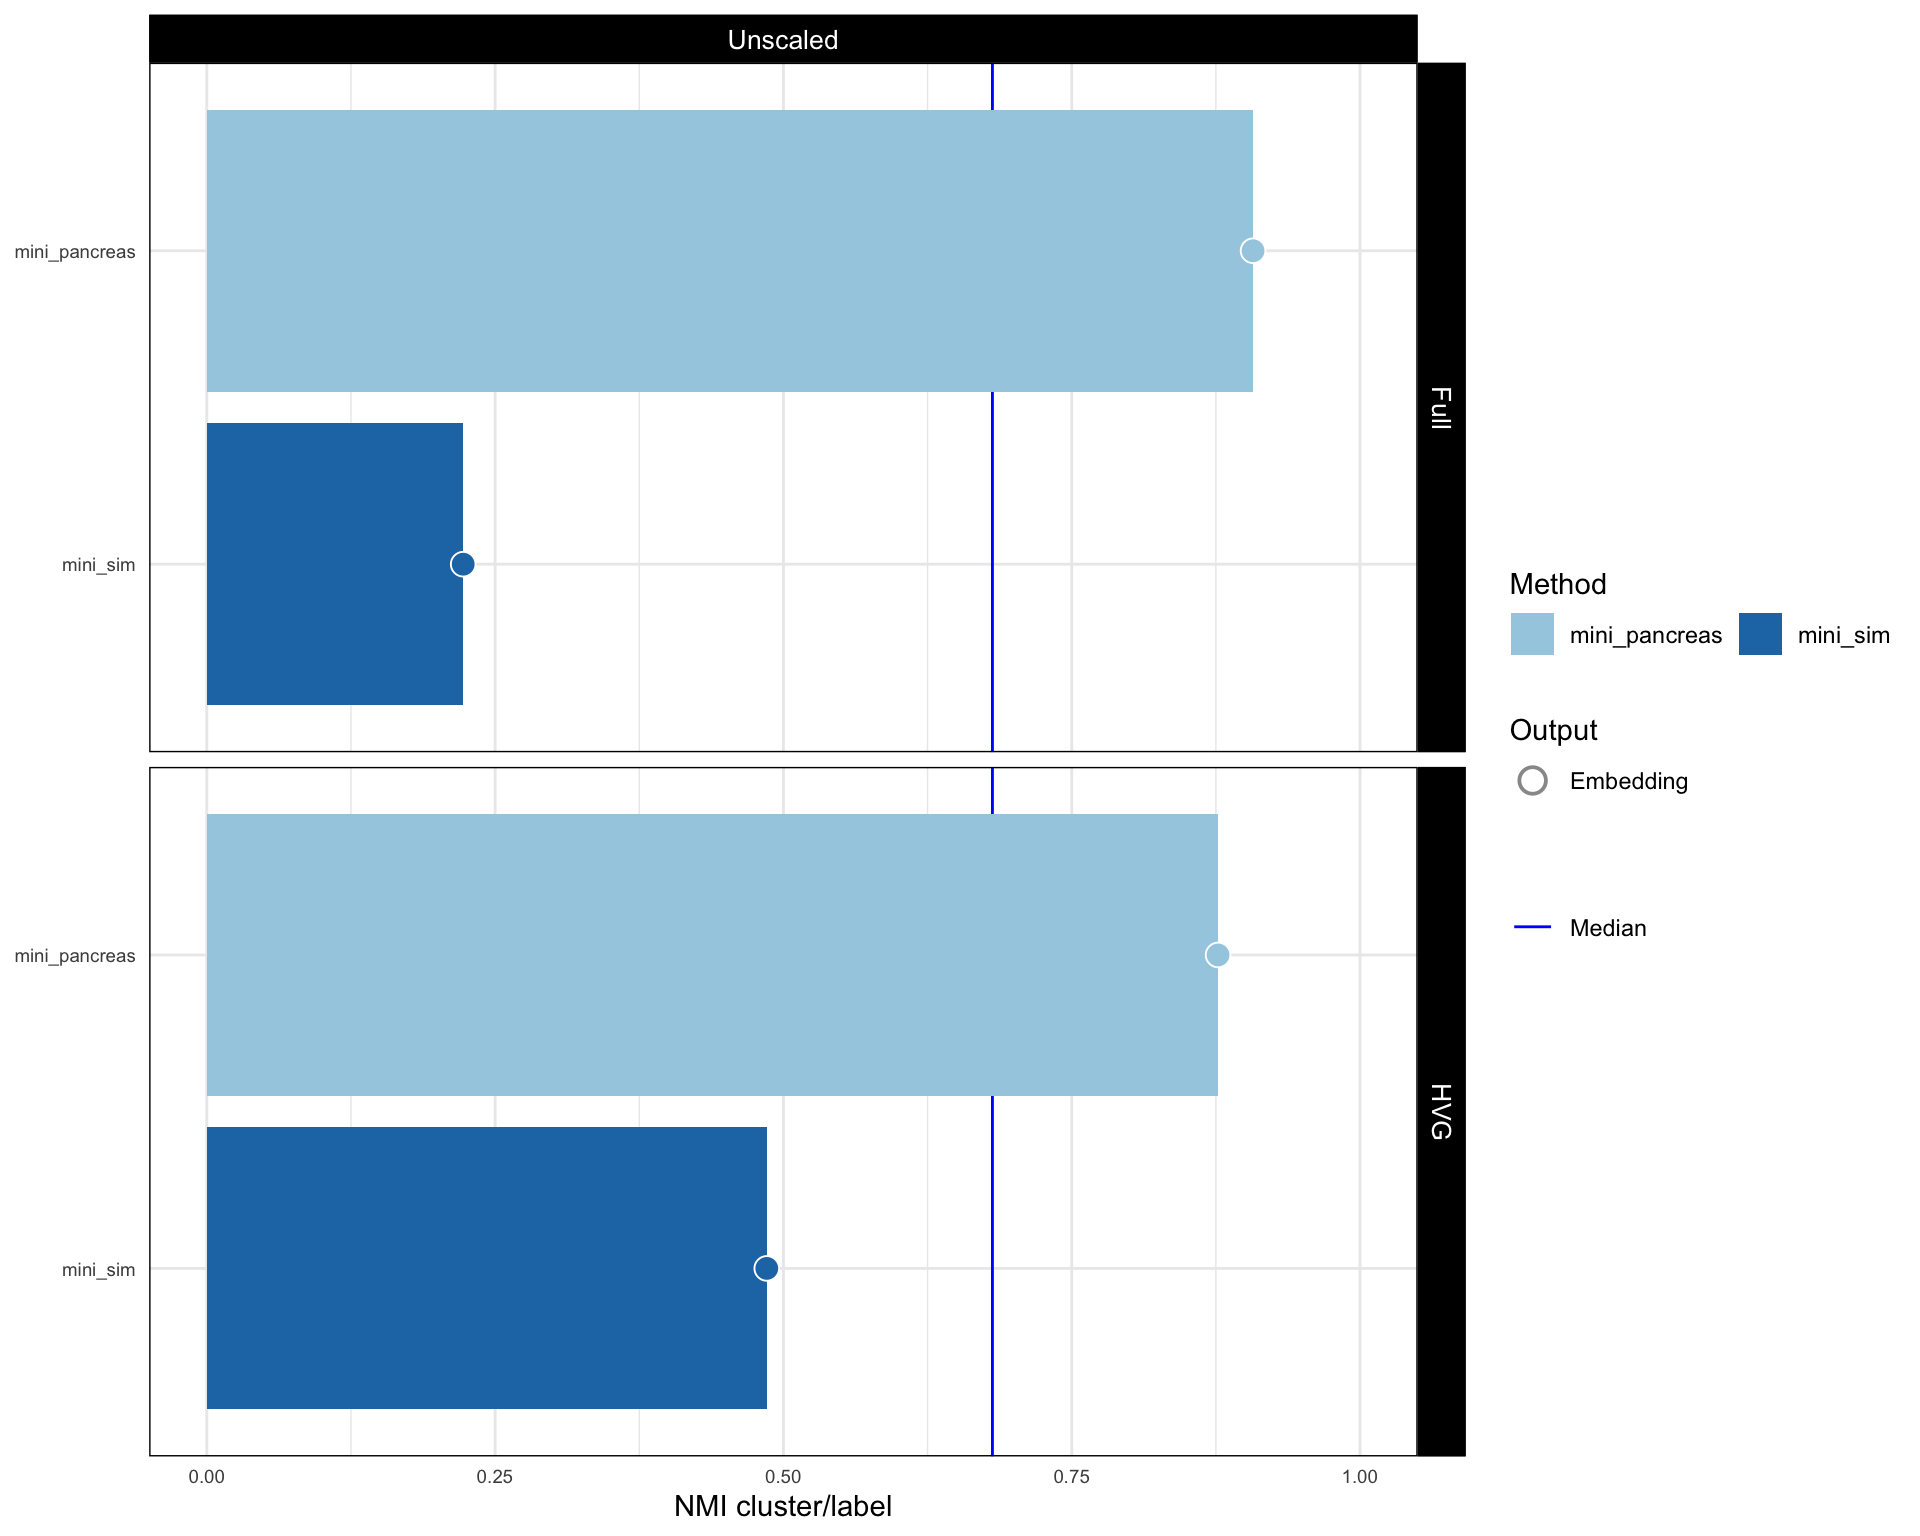 Unscaled
mini_pancreas
mini_sim
Full
mini_pancreas
mini_sim
HVG
0.00 0.25 0.50 0.75 1.00
NMI cluster/label
Method
mini_pancreas mini_sim
Output
Embedding
Median